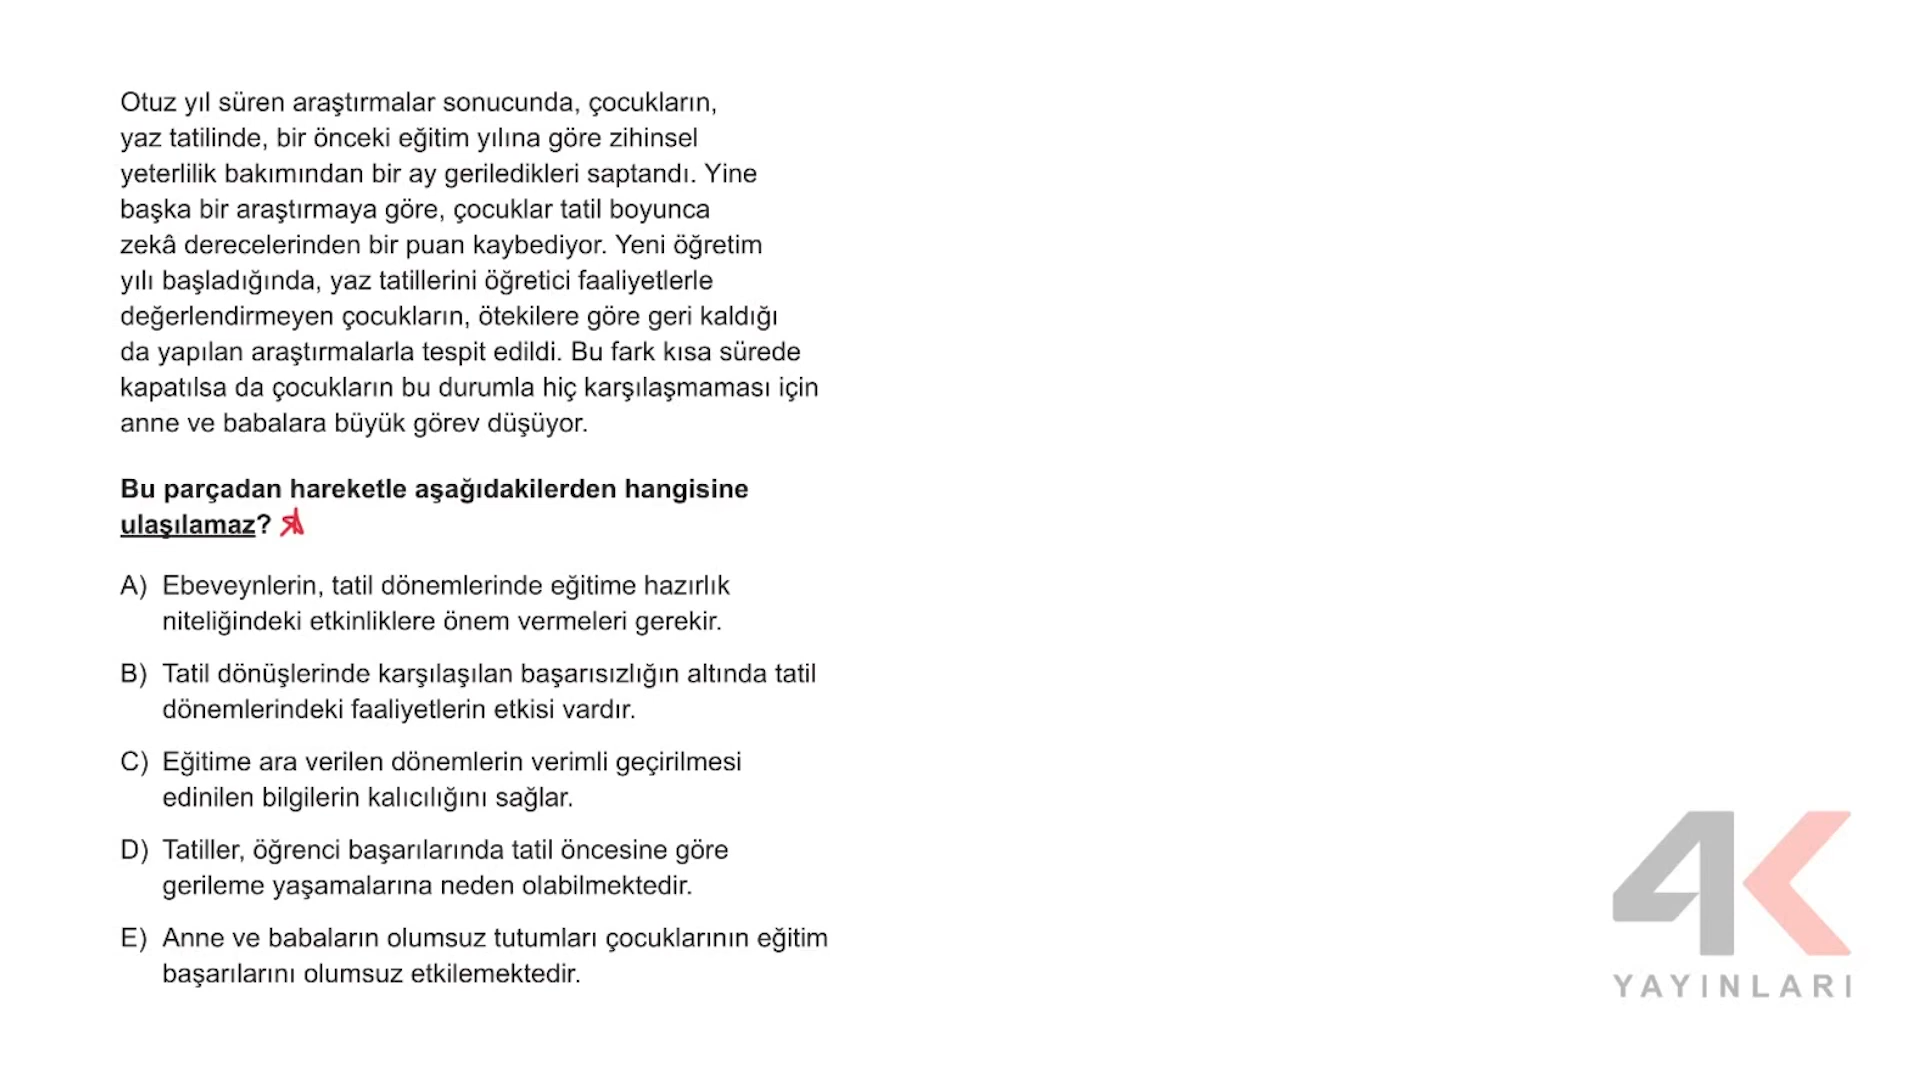 Otuz yıl süren araştırmalar sonucunda, çocukların,
yaz tatilinde, bir önceki eğitim yılına göre zihinsel
yeterlilik bakımından bir ay geriledikleri saptandı. Yine
başka bir araştırmaya göre, çocuklar tatil boyunca
zekâ derecelerinden bir puan kaybediyor. Yeni öğretim
yılı başladığında, yaz tatillerini öğretici faaliyetlerle
değerlendirmeyen çocukların, ötekilere göre geri kaldığı
da yapılan araştırmalarla tespit edildi. Bu fark kısa sürede
kapatılsa da çocukların bu durumla hiç karşılaşmaması için
anne ve babalara büyük görev düşüyor.
Bu parçadan hareketle aşağıdakilerden hangisine
ulaşılamaz?
A) Ebeveynlerin, tatil dönemlerinde eğitime hazırlık
niteliğindeki etkinliklere önem vermeleri gerekir.
B) Tatil dönüşlerinde karşılaşılan başarısızlığın altında tatil
dönemlerindeki faaliyetlerin etkisi vardır.
C) Eğitime ara verilen dönemlerin verimli geçirilmesi
edinilen bilgilerin kalıcılığını sağlar.
D) Tatiller, öğrenci başarılarında tatil öncesine göre
gerileme yaşamalarına neden olabilmektedir.
E) Anne ve babaların olumsuz tutumları çocuklarının eğitim
başarılarını olumsuz etkilemektedir.
4K
YAYINLARI